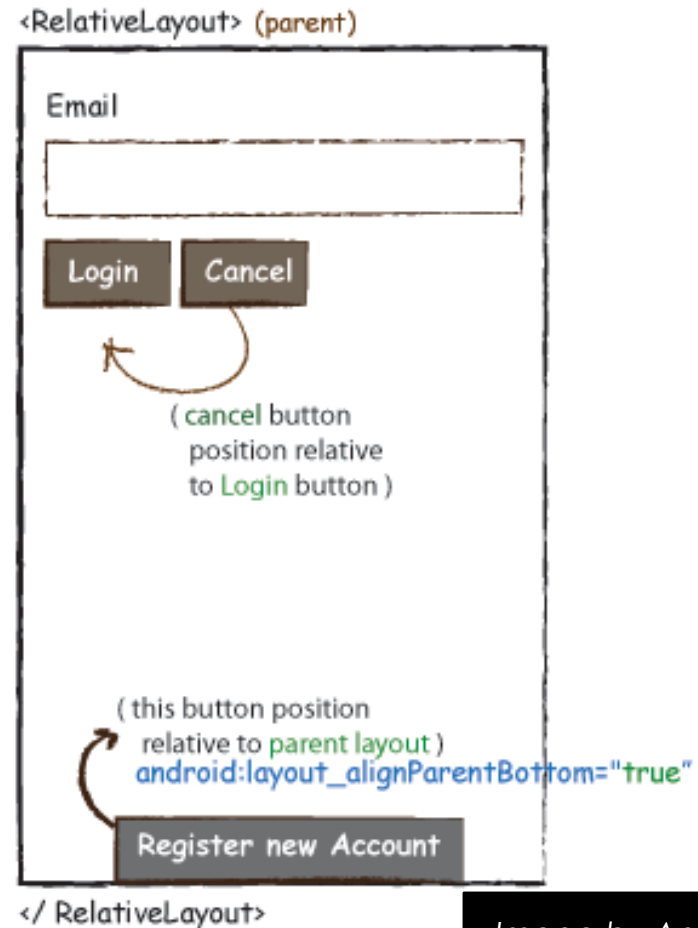 <RelativeLayout> (parent)
Email
Login Cancel
( cancel button
position relative
to Login button )
( this button position
relative to parent layout )
android:layout_alignParentBottom="true"
Register new Account
</ RelativeLayout>